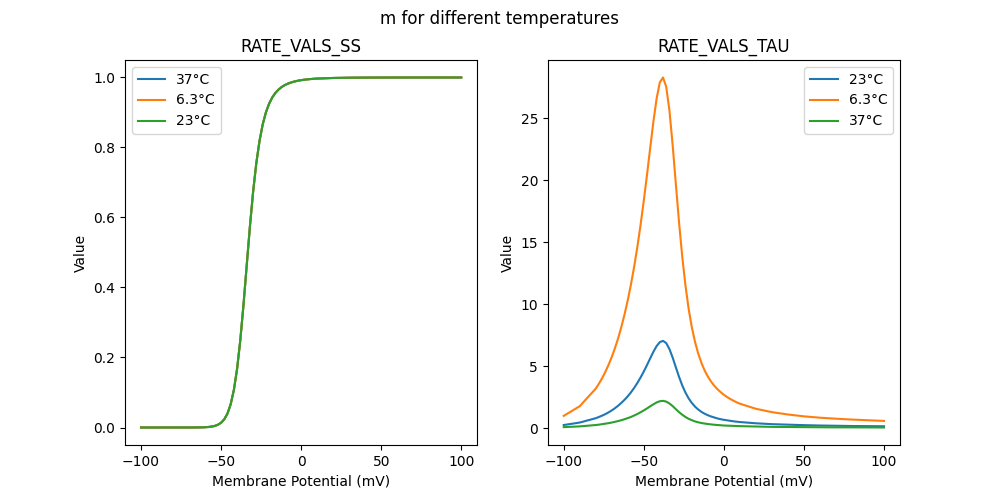 m for different temperatures
RATE_VALS_SS
37°C
6.3°C
23°C
1.0
0.8
0.6
0.4
0.2
0.0
Value
−100
−50
0
50
100
Membrane Potential (mV)
RATE_VALS_TAU
23°C
6.3°C
37°C
25
20
15
10
5
0
Value
−100
−50
0
50
100
Membrane Potential (mV)